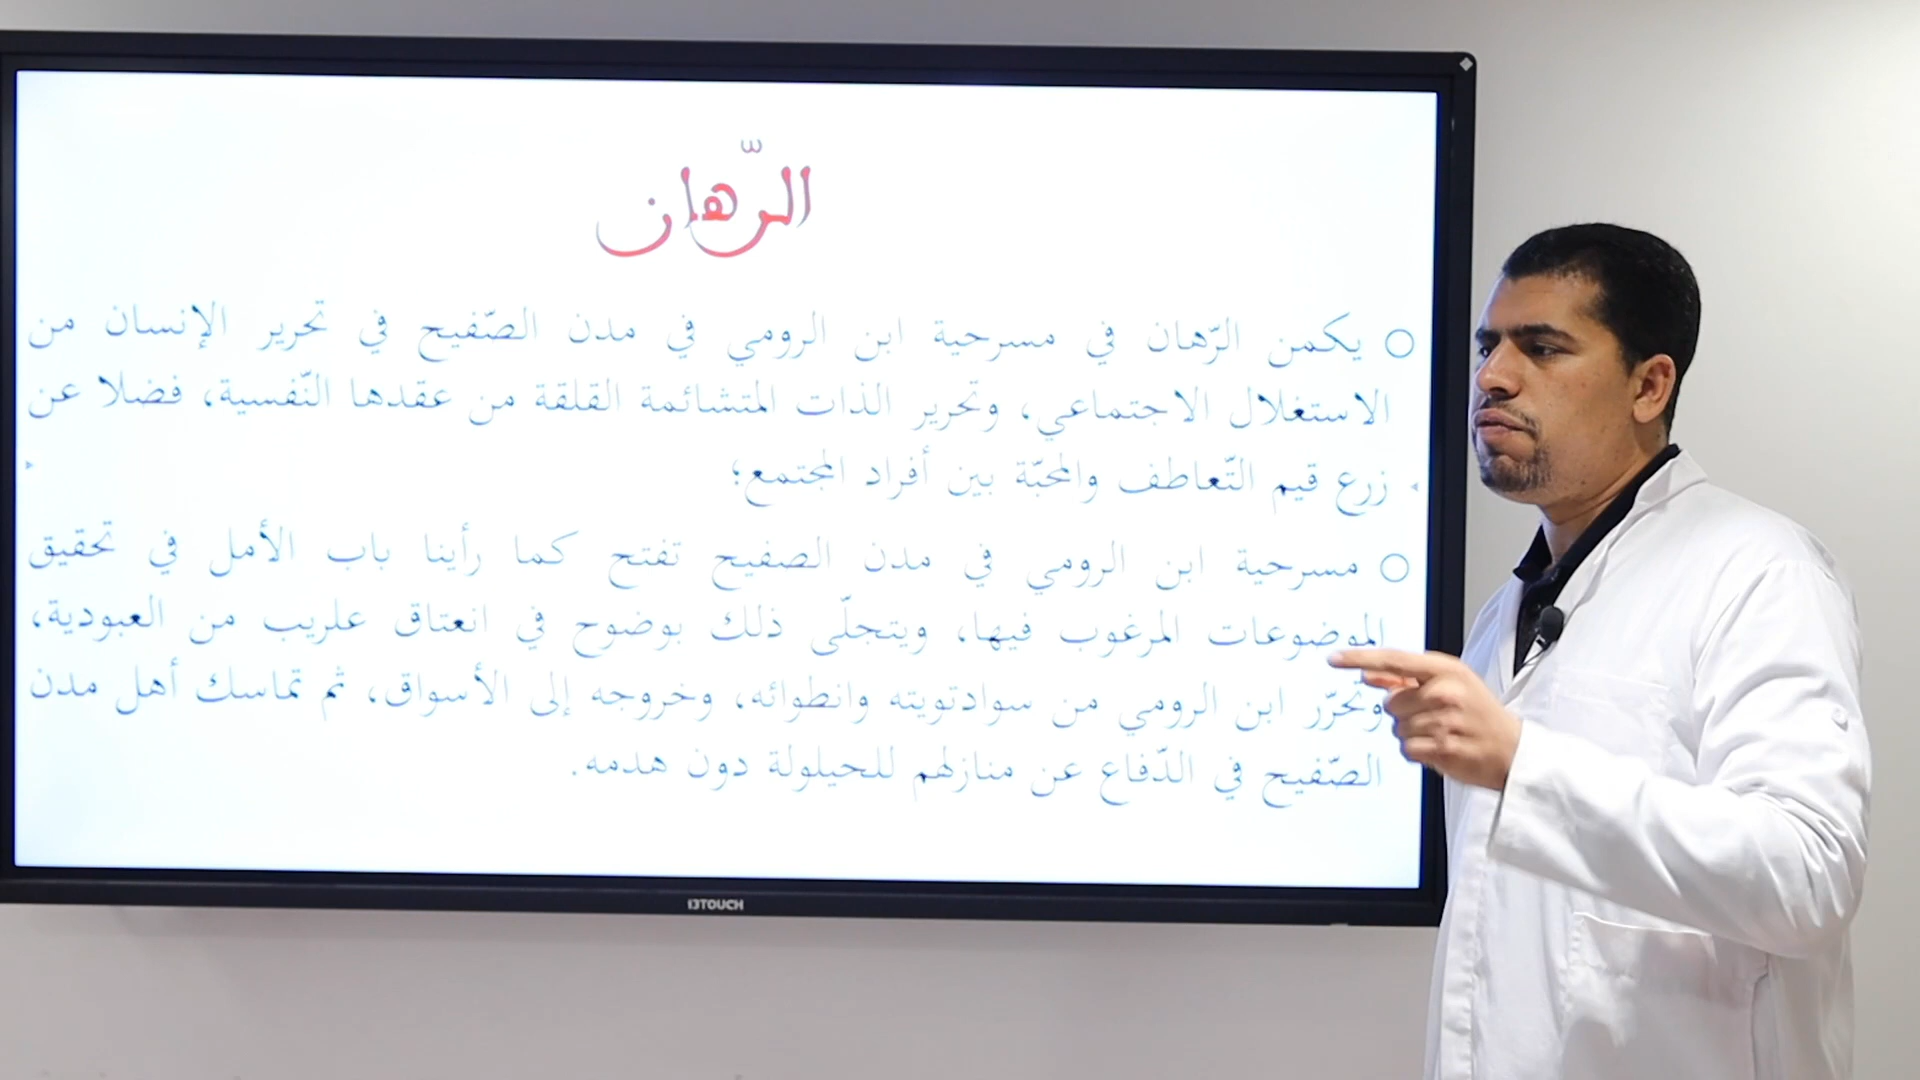 الرّهان
يكمن الرّهان في مسرحية ابن الرومي في مدن الصّفيح في تحرير الإنسان من
الاستغلال الاجتماعي، وتحرير الذات المتشائمة القلقة من عقدها النّفسية، فضلا عن
زرع قيم التّعاطف والمحبّة بين أفراد المجتمع؛
مسرحية ابن الرومي في مدن الصفيح تفتح كما رأينا باب الأمل في تحقيق
الموضوعات المرغوب فيها، ويتجلّى ذلك بوضوح في انعتاق علريب من العبودية،
وتحرّر ابن الرومي من سوادتويته وانطوائه، وخروجه إلى الأسواق، ثم تماسك أهل مدن
الصّفيح في الدّفاع عن منازلهم للحيلولة دون هدمه.
i3TOUCH